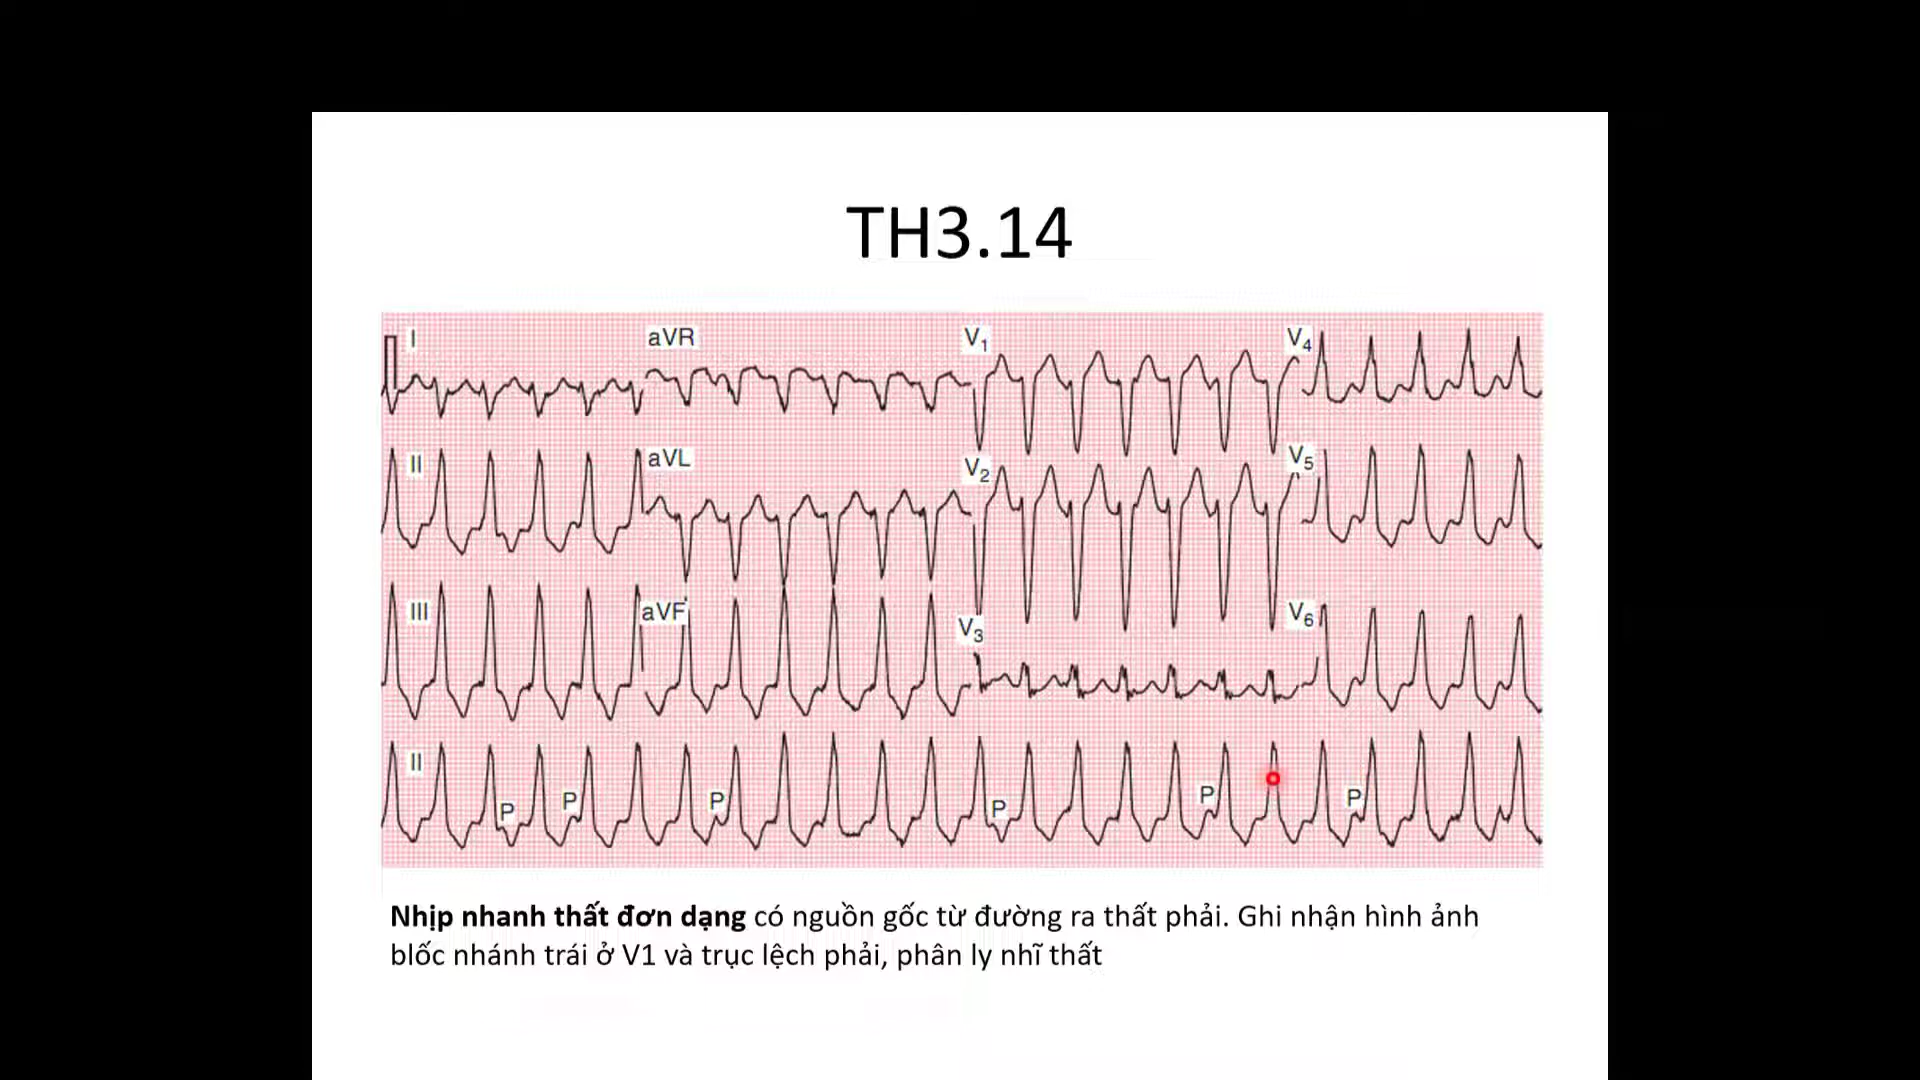 TH3.14
I
aVR
V1
V4
II
aVL
V2
V5
III
aVF
V3
V6
II
P
P
P
P
P
P
Nhịp nhanh thất đơn dạng có nguồn gốc từ đường ra thất phải. Ghi nhận hình ảnh
blốc nhánh trái ở V1 và trục lệch phải, phân ly nhĩ thất